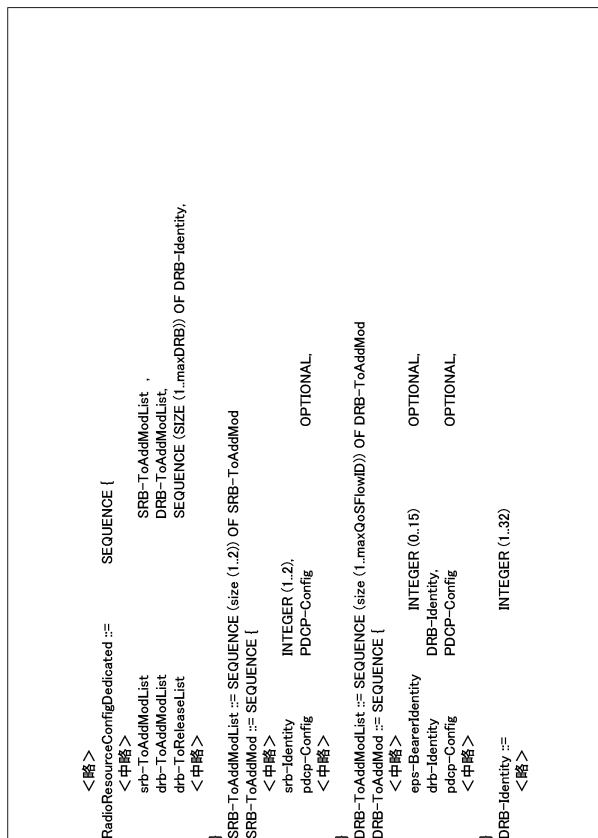 <略>
RadioResourceConfigDedicated ::= SEQUENCE {
<中略>
srb-ToAddModList SRB-ToAddModList ,
drb-ToAddModList DRB-ToAddModList,
drb-ToReleaseList SEQUENCE (SIZE (1..maxDRB)) OF DRB-Identity,
<中略>
}
SRB-ToAddModList ::= SEQUENCE (size (1..2)) OF SRB-ToAddMod
SRB-ToAddMod ::= SEQUENCE {
<中略>
srb-Identity INTEGER (1..2),
pdcp-Config PDCP-Config OPTIONAL,
<中略>
}
DRB-ToAddModList ::= SEQUENCE (size (1..maxQoSFlowID)) OF DRB-ToAddMod
DRB-ToAddMod ::= SEQUENCE {
<中略>
eps-BearerIdentity INTEGER (0..15) OPTIONAL,
drb-Identity DRB-Identity,
pdcp-Config PDCP-Config OPTIONAL,
<中略>
}
DRB-Identity ::= INTEGER (1..32)
<略>